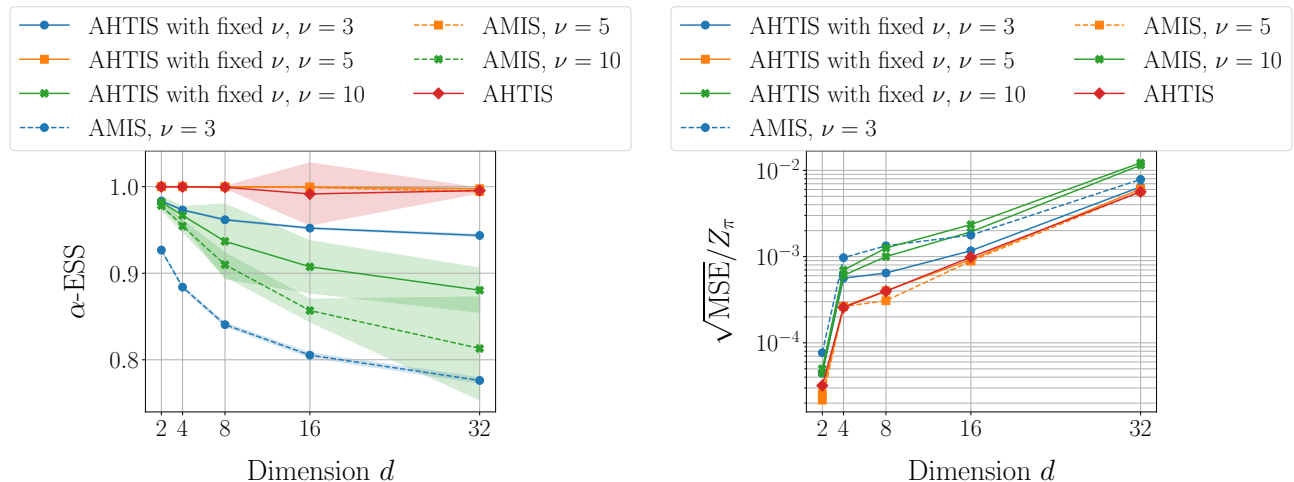 AHTIS with fixed ν, ν = 3
AHTIS with fixed ν, ν = 5
AHTIS with fixed ν, ν = 10
AMIS, ν = 3
AMIS, ν = 5
AMIS, ν = 10
AHTIS
1.0
0.9
0.8
α-ESS
2 4 8 16 32
Dimension d
AHTIS with fixed ν, ν = 3
AHTIS with fixed ν, ν = 5
AHTIS with fixed ν, ν = 10
AMIS, ν = 3
AMIS, ν = 5
AMIS, ν = 10
AHTIS
10⁻²
10⁻³
10⁻⁴
√MSE/Z_π
2 4 8 16 32
Dimension d